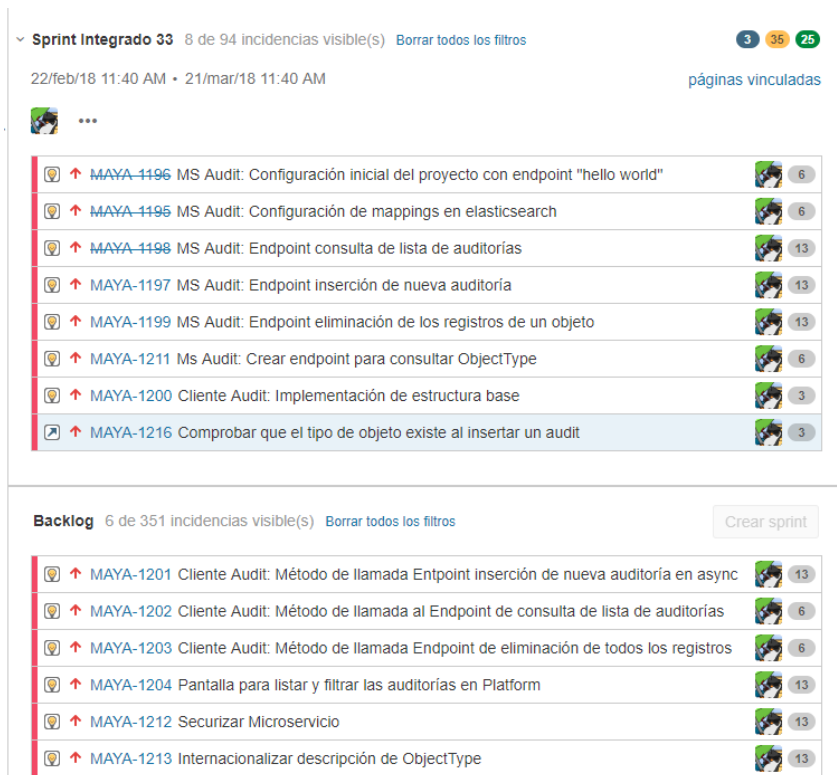 Sprint Integrado 33 8 de 94 incidencias visible(s) Borrar todos los filtros 3 35 25
22/feb/18 11:40 AM • 21/mar/18 11:40 AM páginas vinculadas
MAYA-1196 MS Audit: Configuración inicial del proyecto con endpoint "hello world" 6
MAYA-1195 MS Audit: Configuración de mappings en elasticsearch 6
MAYA-1198 MS Audit: Endpoint consulta de lista de auditorías 13
MAYA-1197 MS Audit: Endpoint inserción de nueva auditoría 13
MAYA-1199 MS Audit: Endpoint eliminación de los registros de un objeto 13
MAYA-1211 Ms Audit: Crear endpoint para consultar ObjectType 6
MAYA-1200 Cliente Audit: Implementación de estructura base 3
MAYA-1216 Comprobar que el tipo de objeto existe al insertar un audit 3
Backlog 6 de 351 incidencias visible(s) Borrar todos los filtros Crear sprint
MAYA-1201 Cliente Audit: Método de llamada Entpoint inserción de nueva auditoría en async 13
MAYA-1202 Cliente Audit: Método de llamada al Endpoint de consulta de lista de auditorías 6
MAYA-1203 Cliente Audit: Método de llamada Endpoint de eliminación de todos los registros 6
MAYA-1204 Pantalla para listar y filtrar las auditorías en Platform 13
MAYA-1212 Securizar Microservicio 13
MAYA-1213 Internacionalizar descripción de ObjectType 13